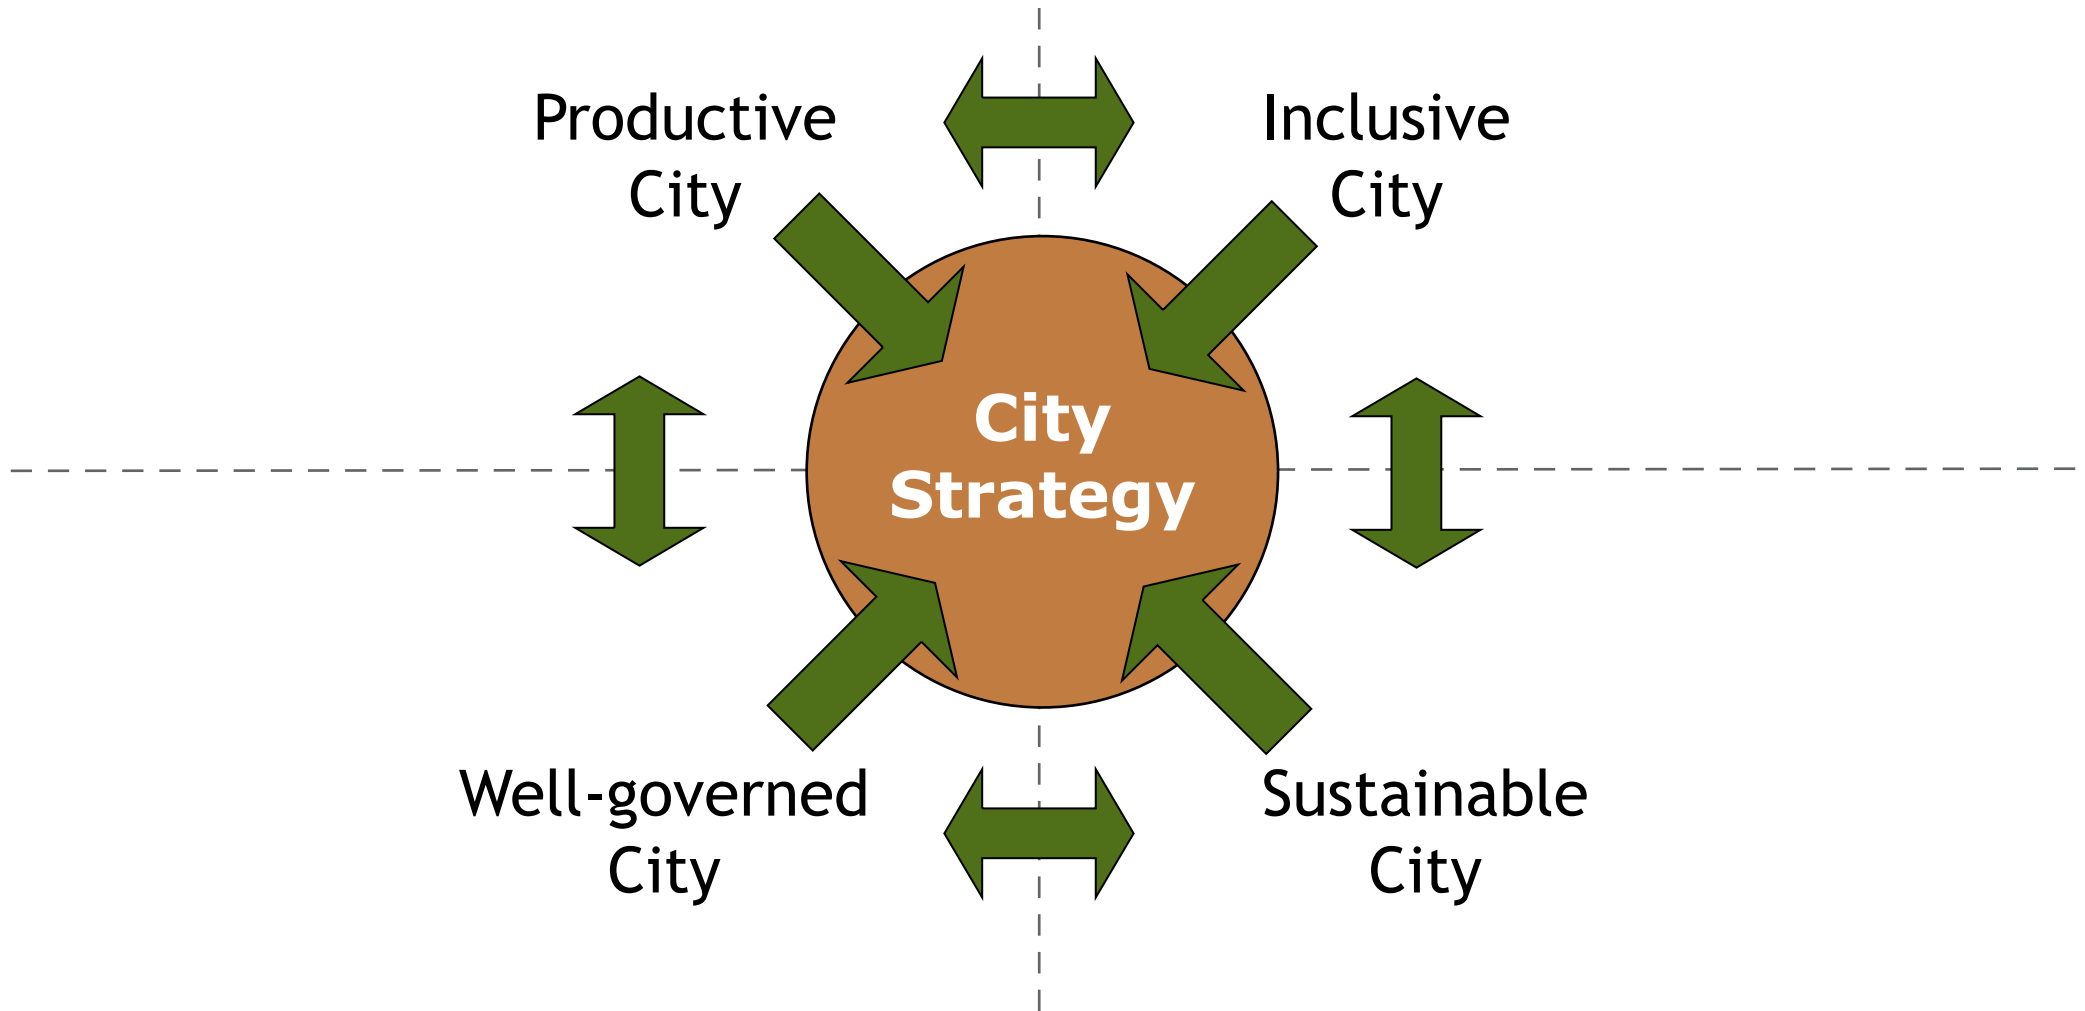 Productive
City
Inclusive
City
City
Strategy
Well-governed
City
Sustainable
City